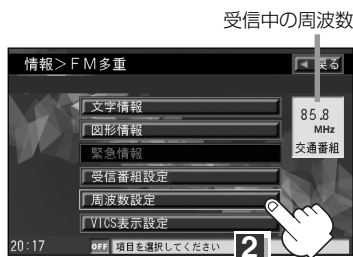 受信中の周波数
情報＞ＦＭ多重
戻る
文字情報
図形情報
緊急情報
受信番組設定
周波数設定
VICS表示設定
85.8
MHz
交通番組
20:17
OFF 項目を選択してください
2